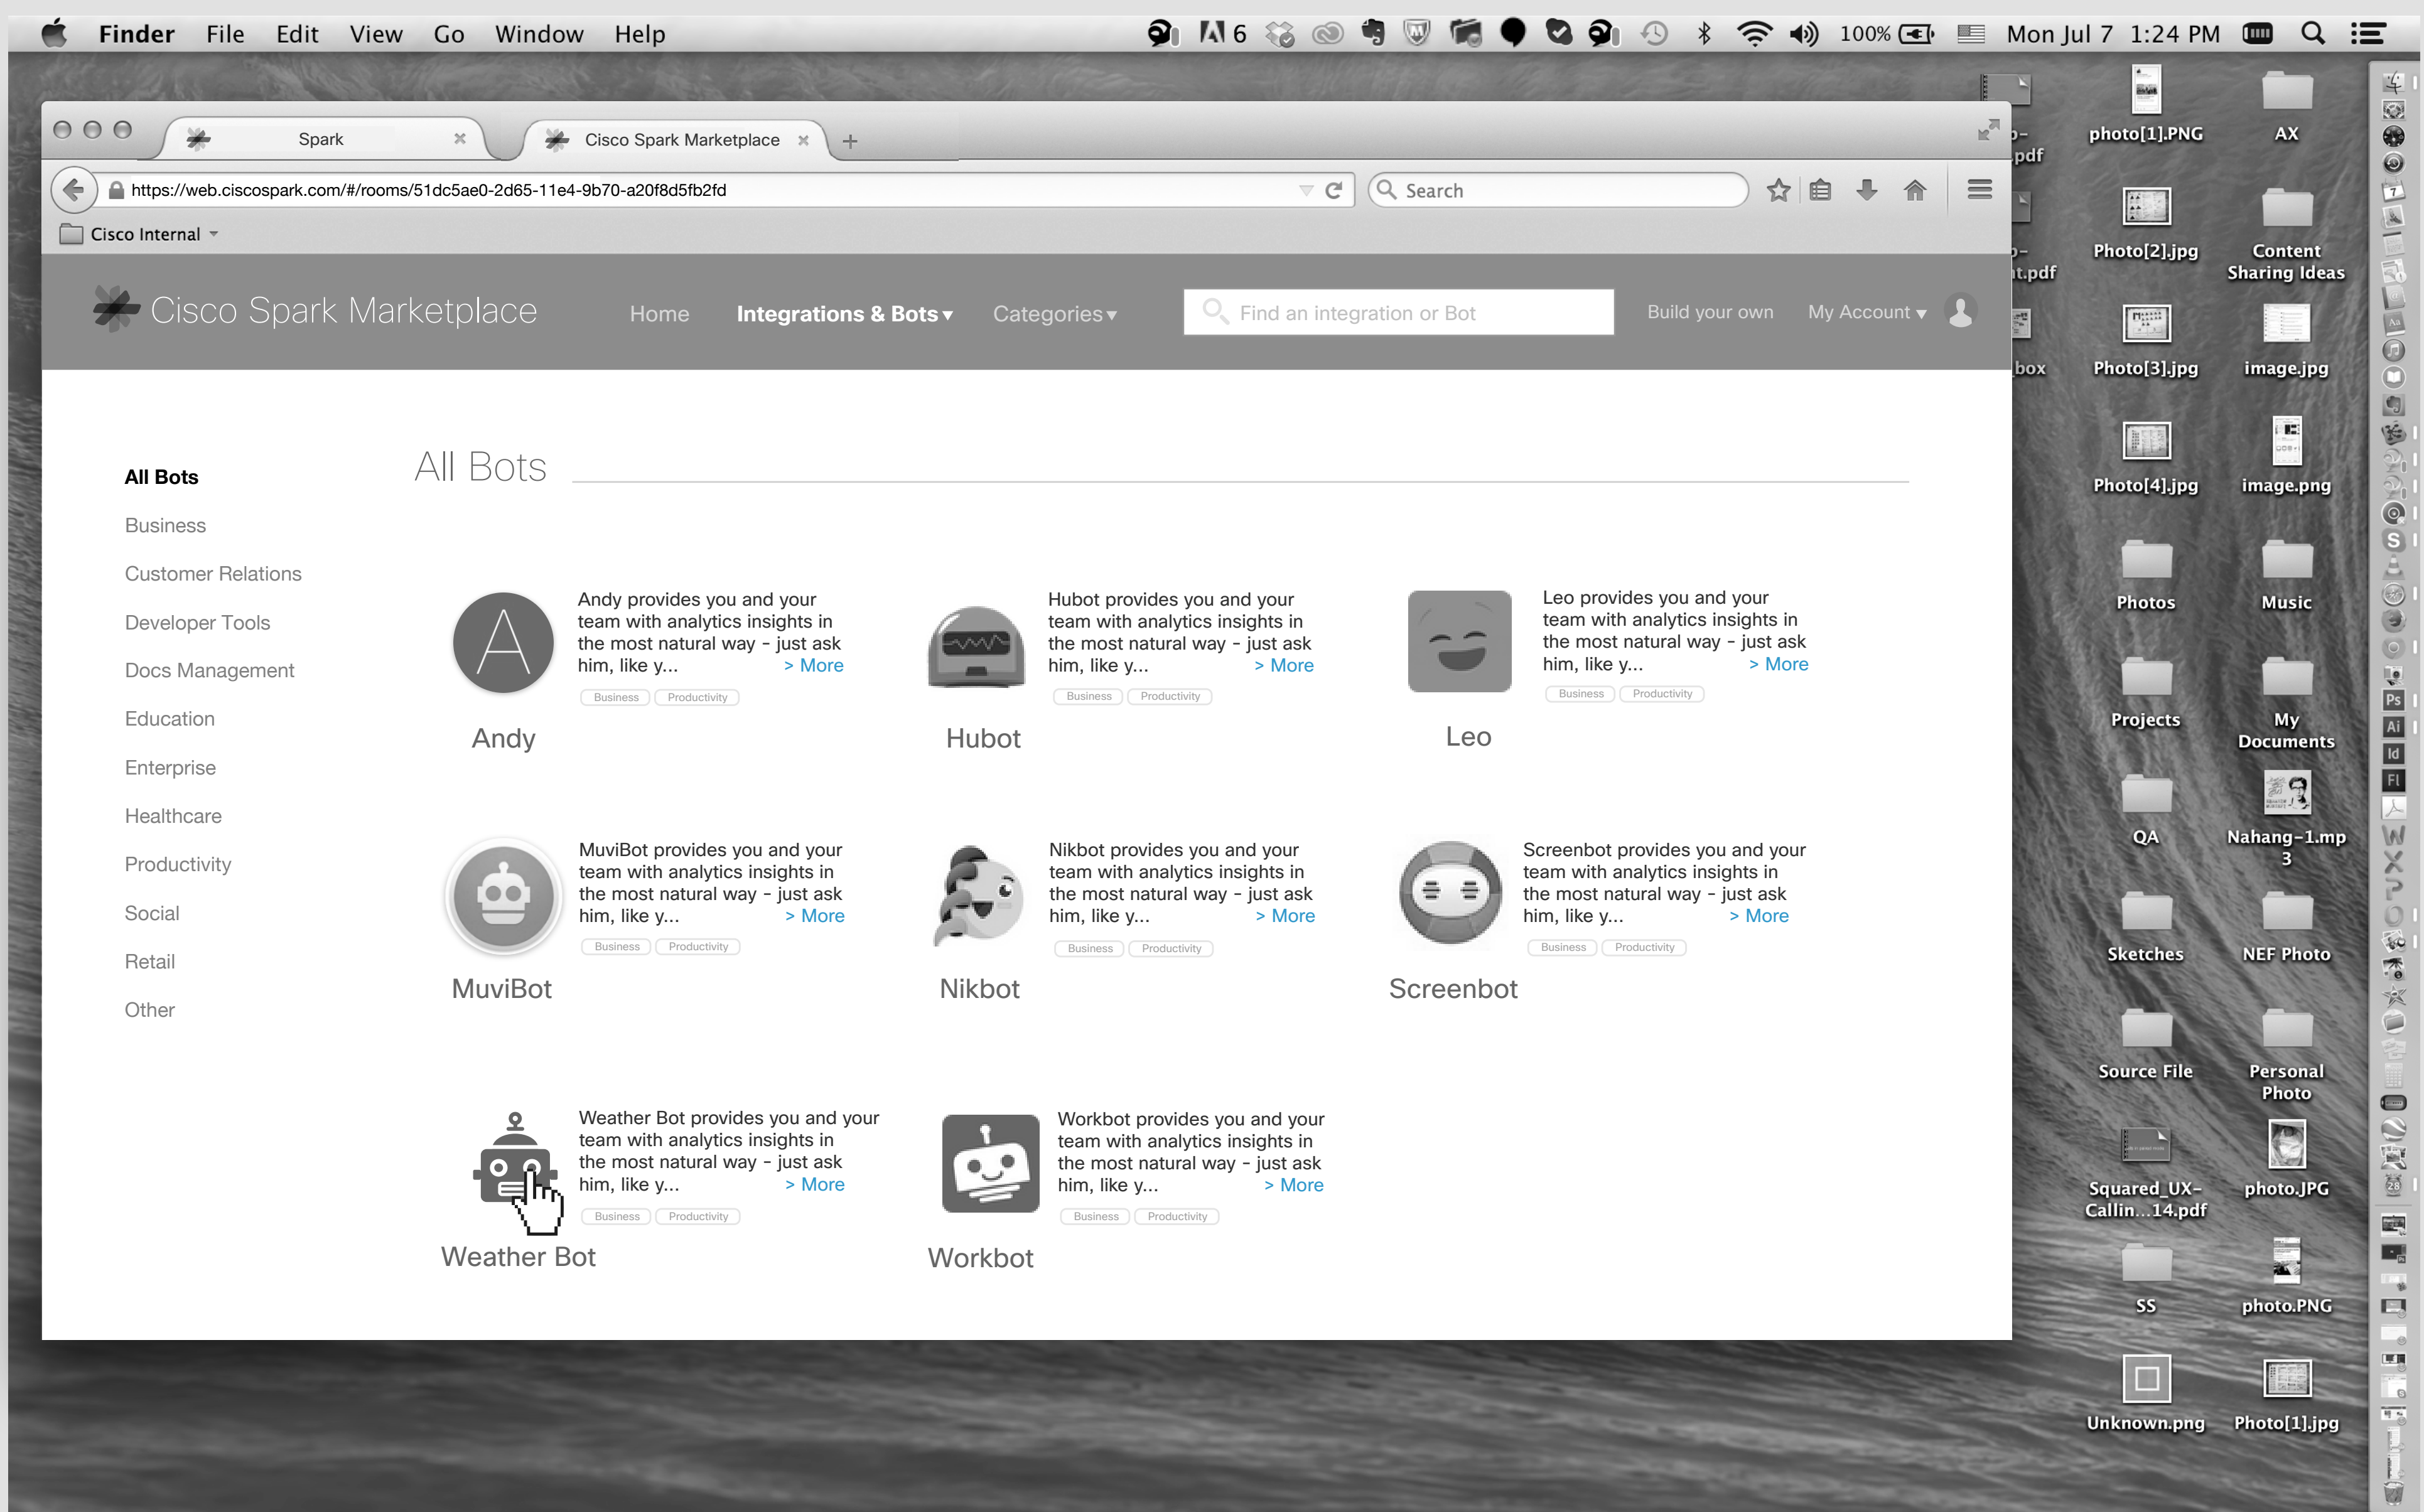 Finder File Edit View Go Window Help
6 100% Mon Jul 7 1:24 PM
Spark
Cisco Spark Marketplace
https://web.ciscospark.com/#/rooms/51dc5ae0-2d65-11e4-9b70-a20f8d5fb2fd
Search
Cisco Internal
Cisco Spark Marketplace
Home
Integrations & Bots
Categories
Find an integration or Bot
Build your own
My Account
All Bots
Business
Customer Relations
Developer Tools
Docs Management
Education
Enterprise
Healthcare
Productivity
Social
Retail
Other
All Bots
Andy provides you and your
team with analytics insights in
the most natural way - just ask
him, like y... > More
Business Productivity
Andy
Hubot provides you and your
team with analytics insights in
the most natural way - just ask
him, like y... > More
Business Productivity
Hubot
Leo provides you and your
team with analytics insights in
the most natural way - just ask
him, like y... > More
Business Productivity
Leo
MuviBot provides you and your
team with analytics insights in
the most natural way - just ask
him, like y... > More
Business Productivity
MuviBot
Nikbot provides you and your
team with analytics insights in
the most natural way - just ask
him, like y... > More
Business Productivity
Nikbot
Screenbot provides you and your
team with analytics insights in
the most natural way - just ask
him, like y... > More
Business Productivity
Screenbot
Weather Bot provides you and your
team with analytics insights in
the most natural way - just ask
him, like y... > More
Business Productivity
Weather Bot
Workbot provides you and your
team with analytics insights in
the most natural way - just ask
him, like y... > More
Business Productivity
Workbot
.pdf
t.pdf
box
photo[1].PNG
Photo[2].jpg
Photo[3].jpg
Photo[4].jpg
Photos
Projects
QA
Sketches
Source File
Squared_UX-
Callin...14.pdf
SS
Unknown.png
AX
Content
Sharing Ideas
image.jpg
image.png
Music
My
Documents
Nahang-1.mp
3
NEF Photo
Personal
Photo
photo.JPG
photo.PNG
Photo[1].jpg
7
Aa
S
Ps
Ai
Id
Fl
W
X
P
O
28